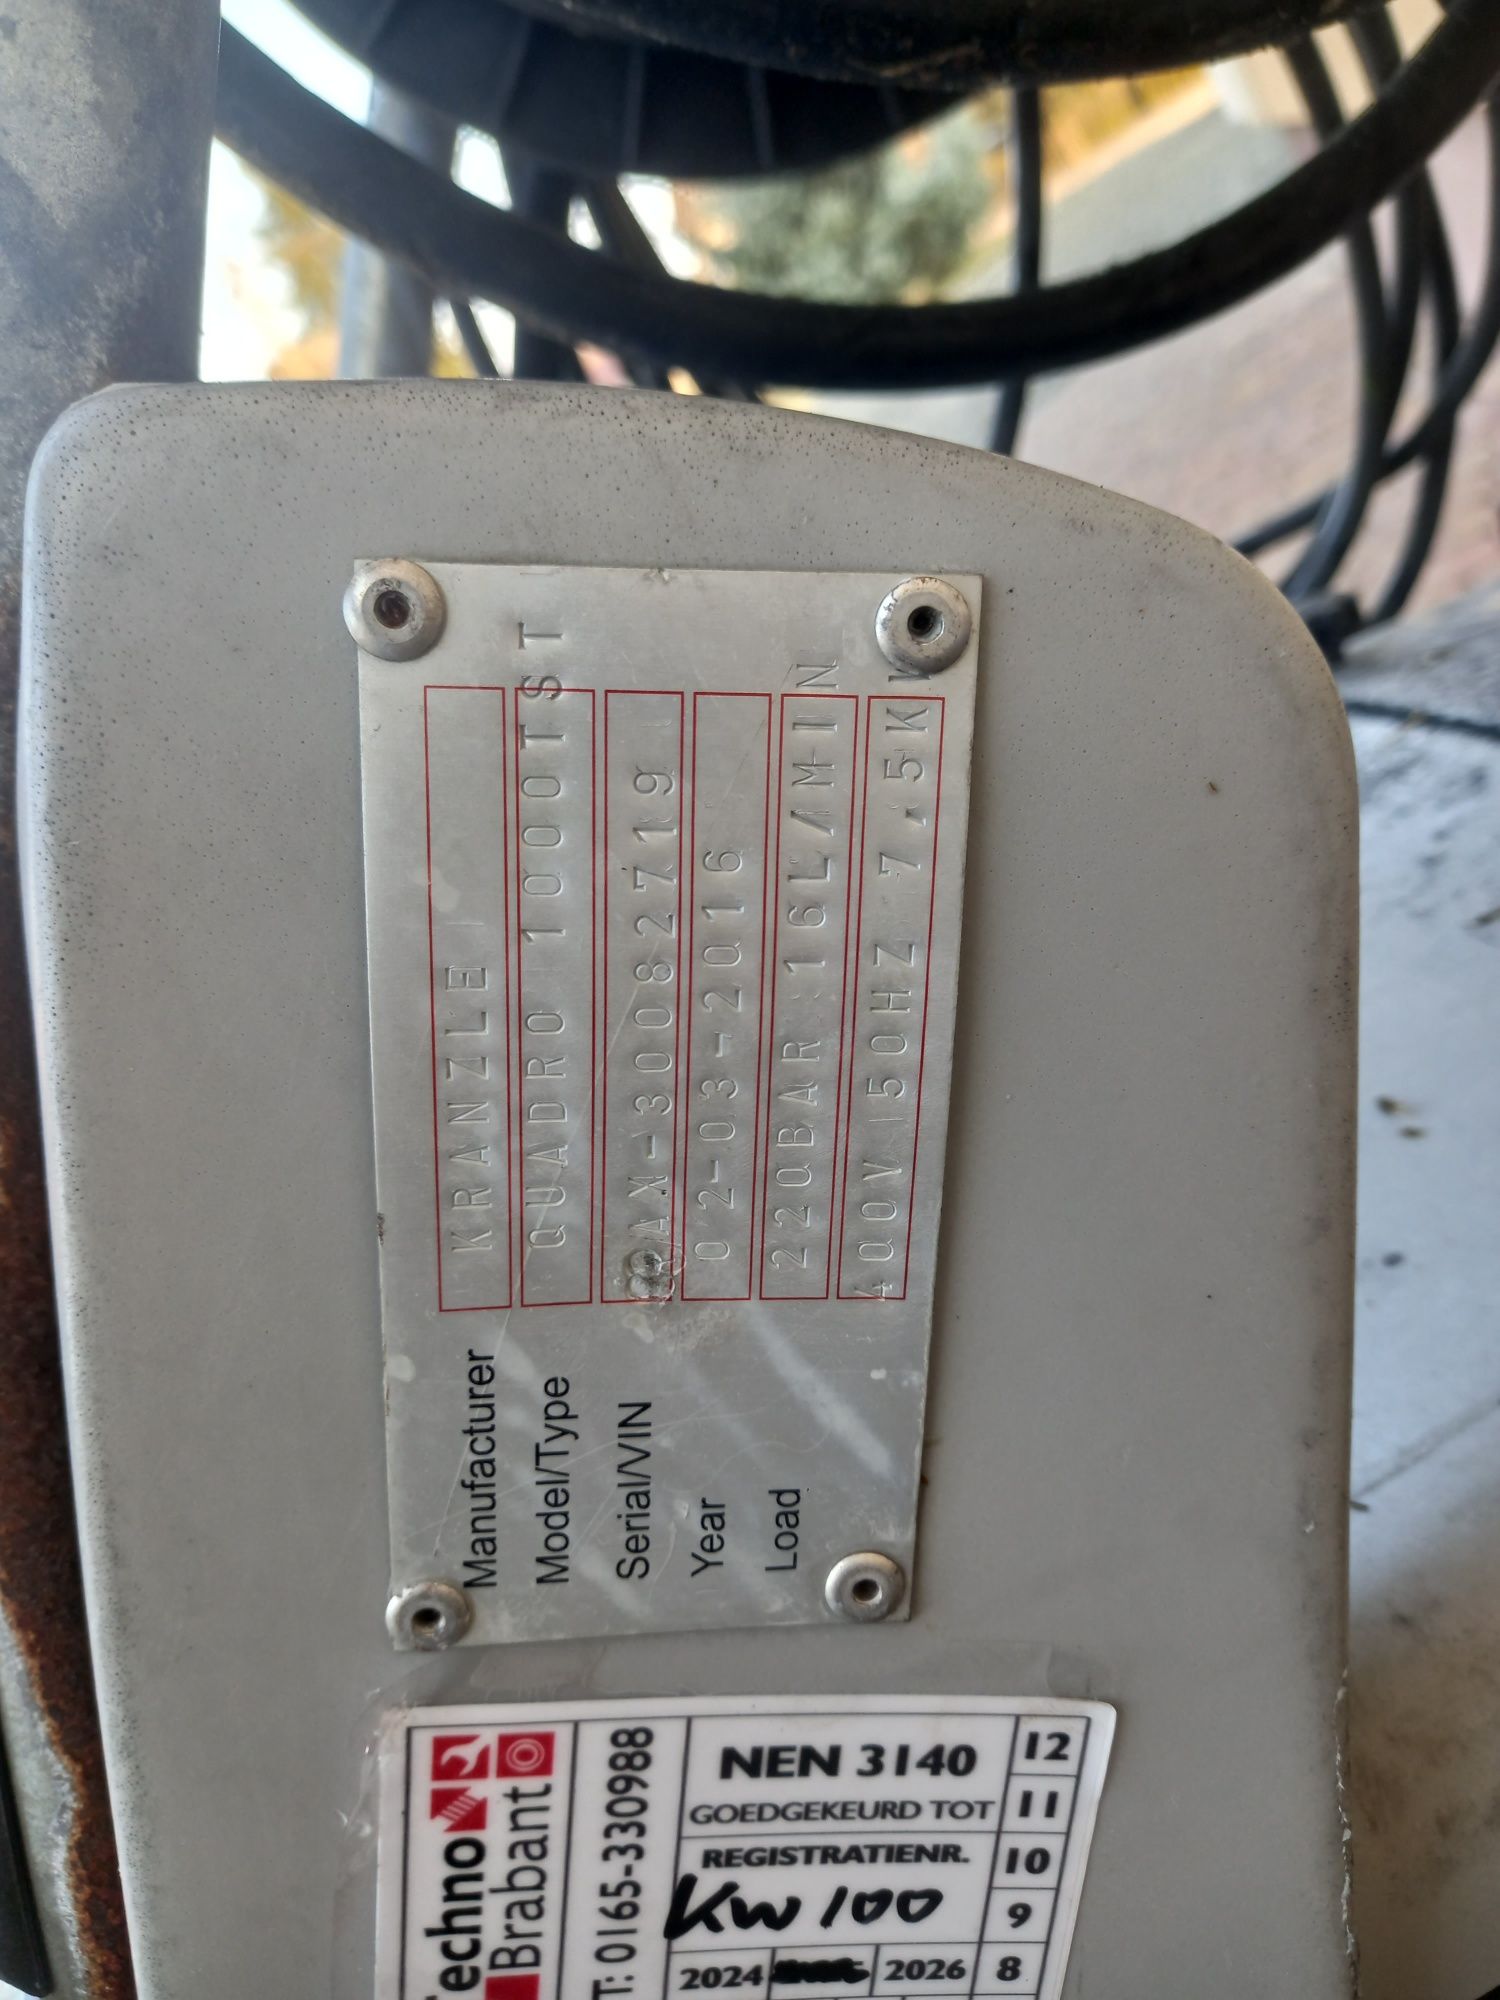 Manufacturer KRANZLE
Model/Type QUADRO 1000TST
Serial/VIN AX-30082719
Year 02-03-2016
Load 220BAR 16L/MIN
400V 50HZ 7,5K
Techno
Brabant
T: 0165-330988
NEN 3140
GOEDGEKEURD TOT
REGISTRATIENR.
KW 100
2024 2026
12
11
10
9
8